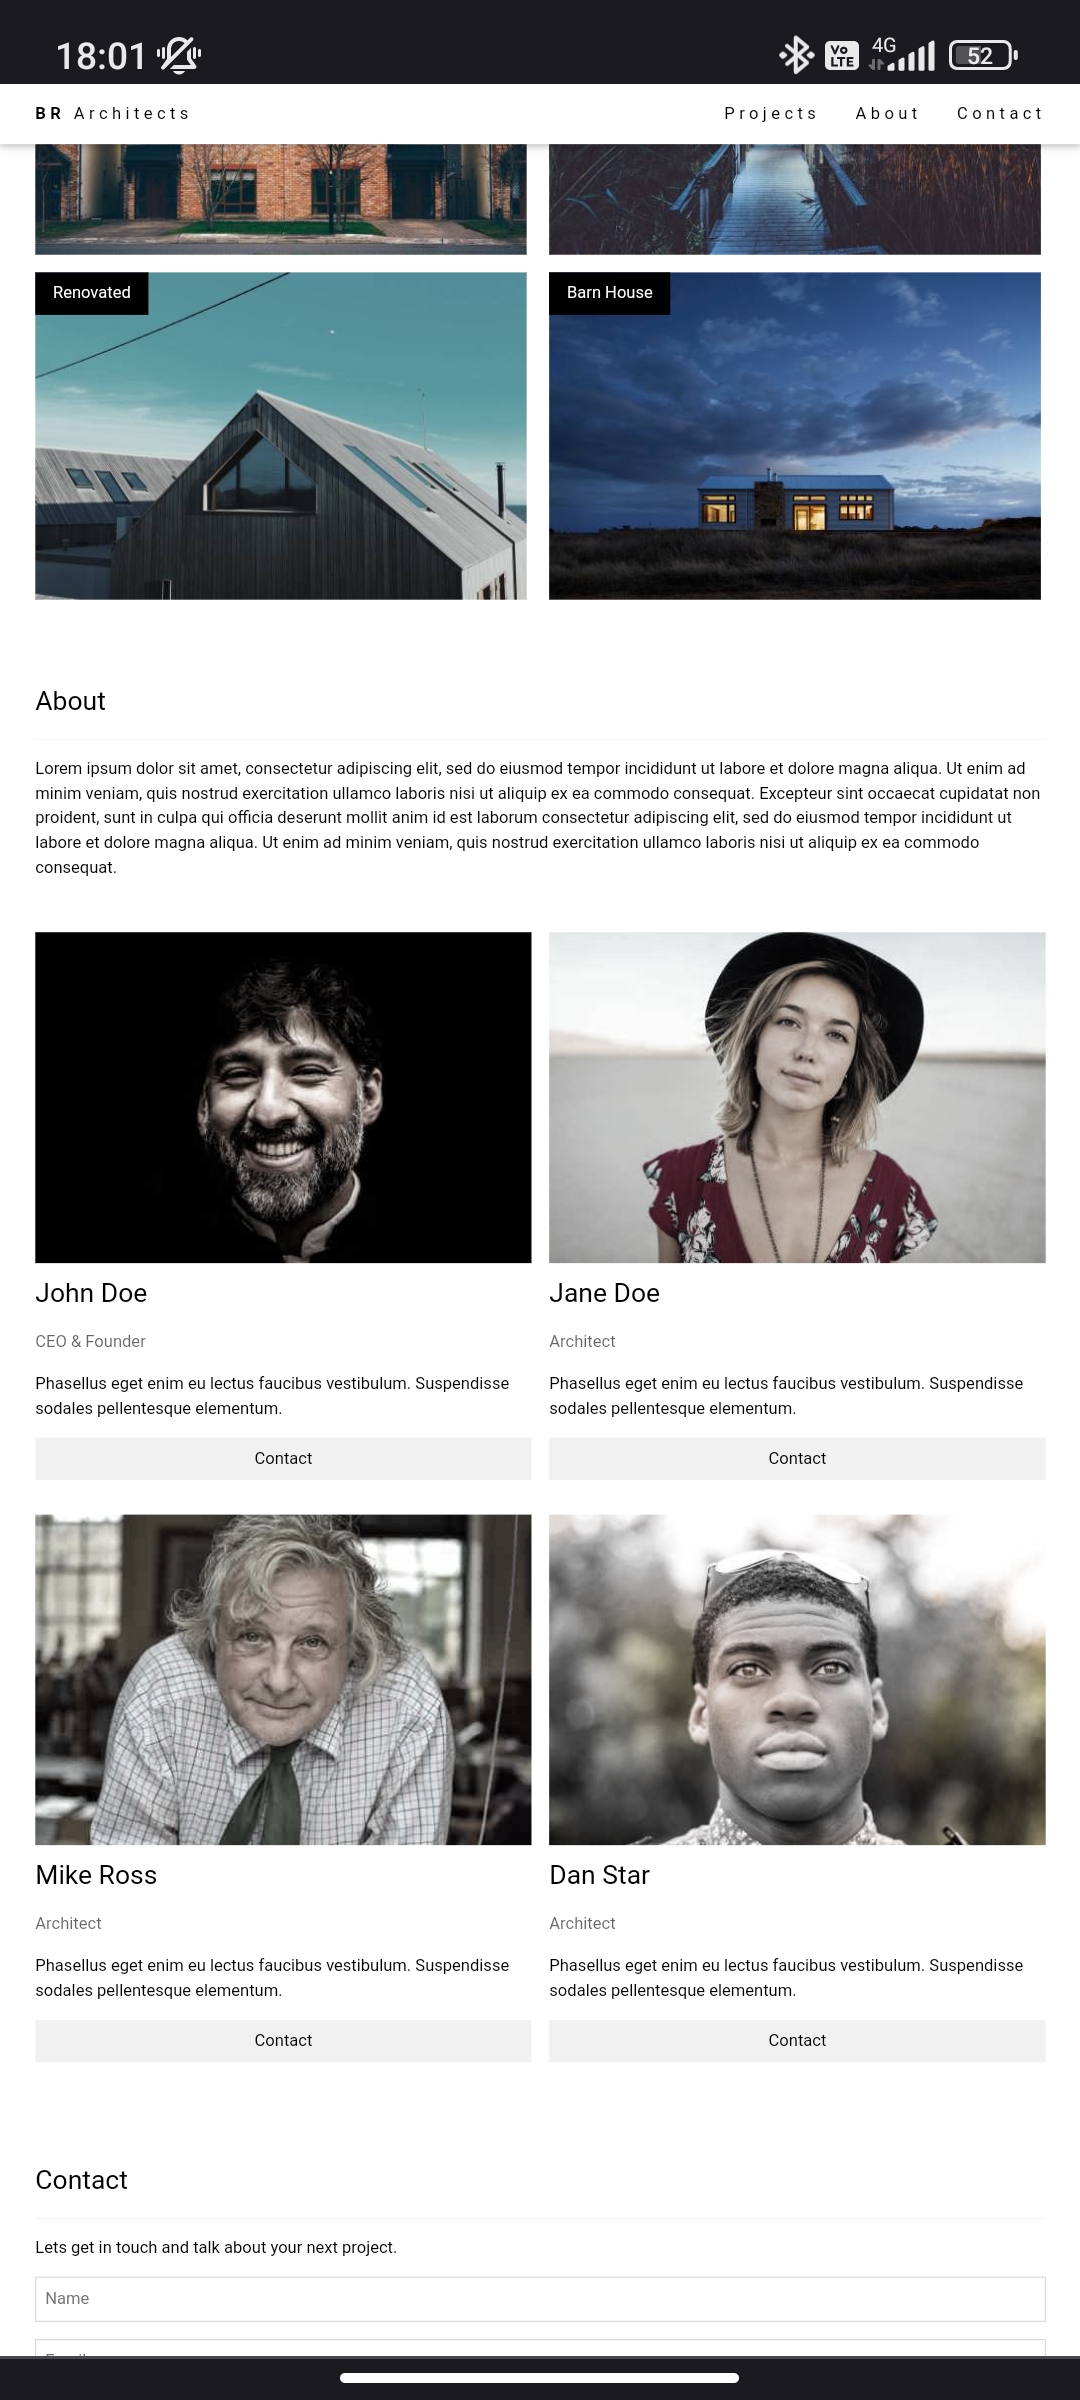 18:01
Vo LTE 4G 52
BR Architects Projects About Contact
Renovated
Barn House
About
Lorem ipsum dolor sit amet, consectetur adipiscing elit, sed do eiusmod tempor incididunt ut labore et dolore magna aliqua. Ut enim ad
minim veniam, quis nostrud exercitation ullamco laboris nisi ut aliquip ex ea commodo consequat. Excepteur sint occaecat cupidatat non
proident, sunt in culpa qui officia deserunt mollit anim id est laborum consectetur adipiscing elit, sed do eiusmod tempor incididunt ut
labore et dolore magna aliqua. Ut enim ad minim veniam, quis nostrud exercitation ullamco laboris nisi ut aliquip ex ea commodo
consequat.
John Doe
CEO & Founder
Phasellus eget enim eu lectus faucibus vestibulum. Suspendisse
sodales pellentesque elementum.
Contact
Jane Doe
Architect
Phasellus eget enim eu lectus faucibus vestibulum. Suspendisse
sodales pellentesque elementum.
Contact
Mike Ross
Architect
Phasellus eget enim eu lectus faucibus vestibulum. Suspendisse
sodales pellentesque elementum.
Contact
Dan Star
Architect
Phasellus eget enim eu lectus faucibus vestibulum. Suspendisse
sodales pellentesque elementum.
Contact
Contact
Lets get in touch and talk about your next project.
Name